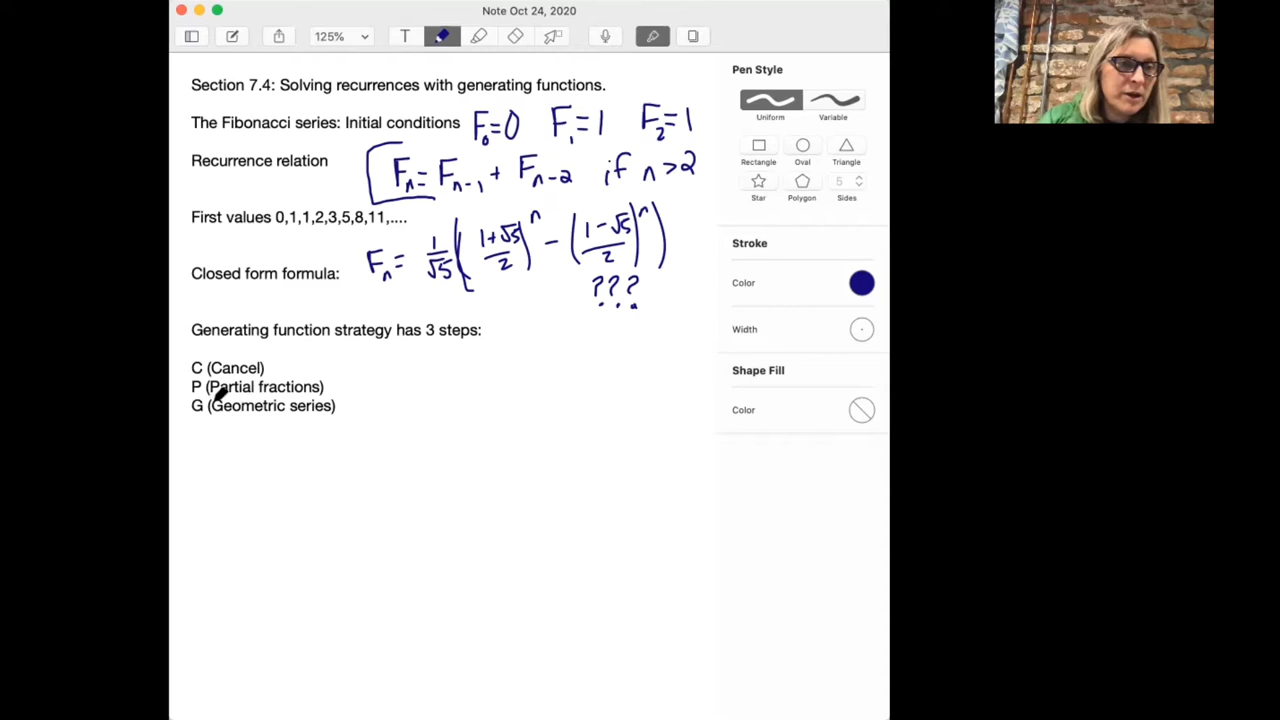 Note Oct 24, 2020
125%
T
Section 7.4: Solving recurrences with generating functions.
The Fibonacci series: Initial conditions F₀=0 F₁=1 F₂=1
Recurrence relation Fₙ= Fₙ₋₁ + Fₙ₋₂ if n>2
First values 0,1,1,2,3,5,8,11,....
Closed form formula: Fₙ= 1/√5 ( (1+√5/2)ⁿ − (1−√5/2)ⁿ )
???
Generating function strategy has 3 steps:
C (Cancel)
P (Partial fractions)
G (Geometric series)
Pen Style
Uniform Variable
Rectangle Oval Triangle
5
Star Polygon Sides
Stroke
Color
Width
Shape Fill
Color